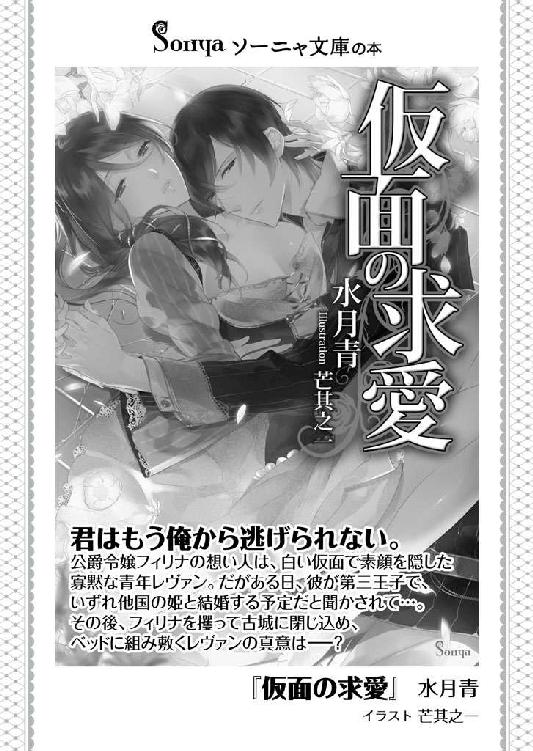 Sonya ソーニャ文庫の本
仮面の求愛
水月青
Illustration 芒其之一
君はもう俺から逃げられない。
公爵令嬢フィリナの想い人は、白い仮面で素顔を隠した
寡黙な青年レヴァン。だがある日、彼が第三王子で、
いずれ他国の姫と結婚する予定だと聞かされて…。
その後、フィリナを攫って古城に閉じ込め、
ベッドに組み敷くレヴァンの真意は――？
Sonya
『仮面の求愛』 水月青
イラスト 芒其之一